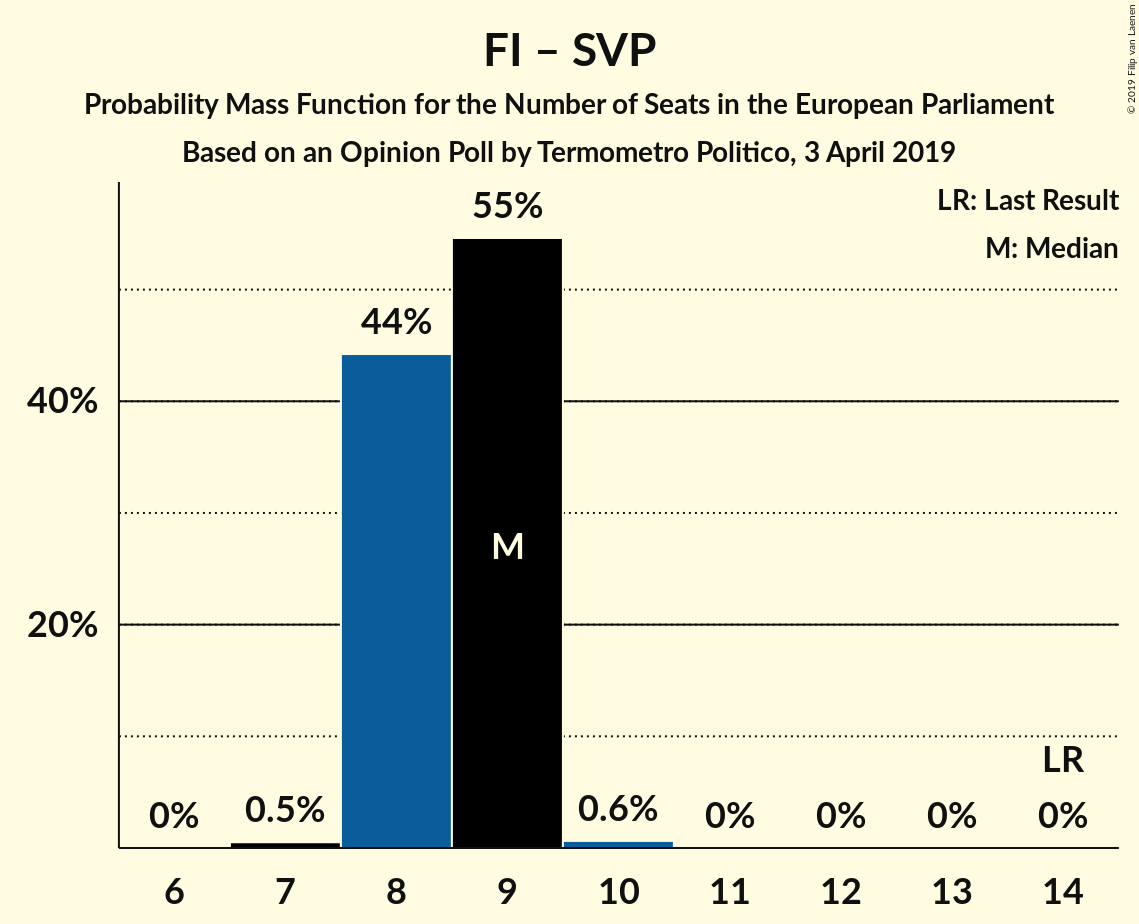 FI – SVP
Probability Mass Function for the Number of Seats in the European Parliament
Based on an Opinion Poll by Termometro Politico, 3 April 2019
© 2019 Filip van Laenen
LR: Last Result
M: Median
55%
44%
40%
M
20%
LR
0% 0.5% 0.6% 0% 0% 0% 0%
6 7 8 9 10 11 12 13 14